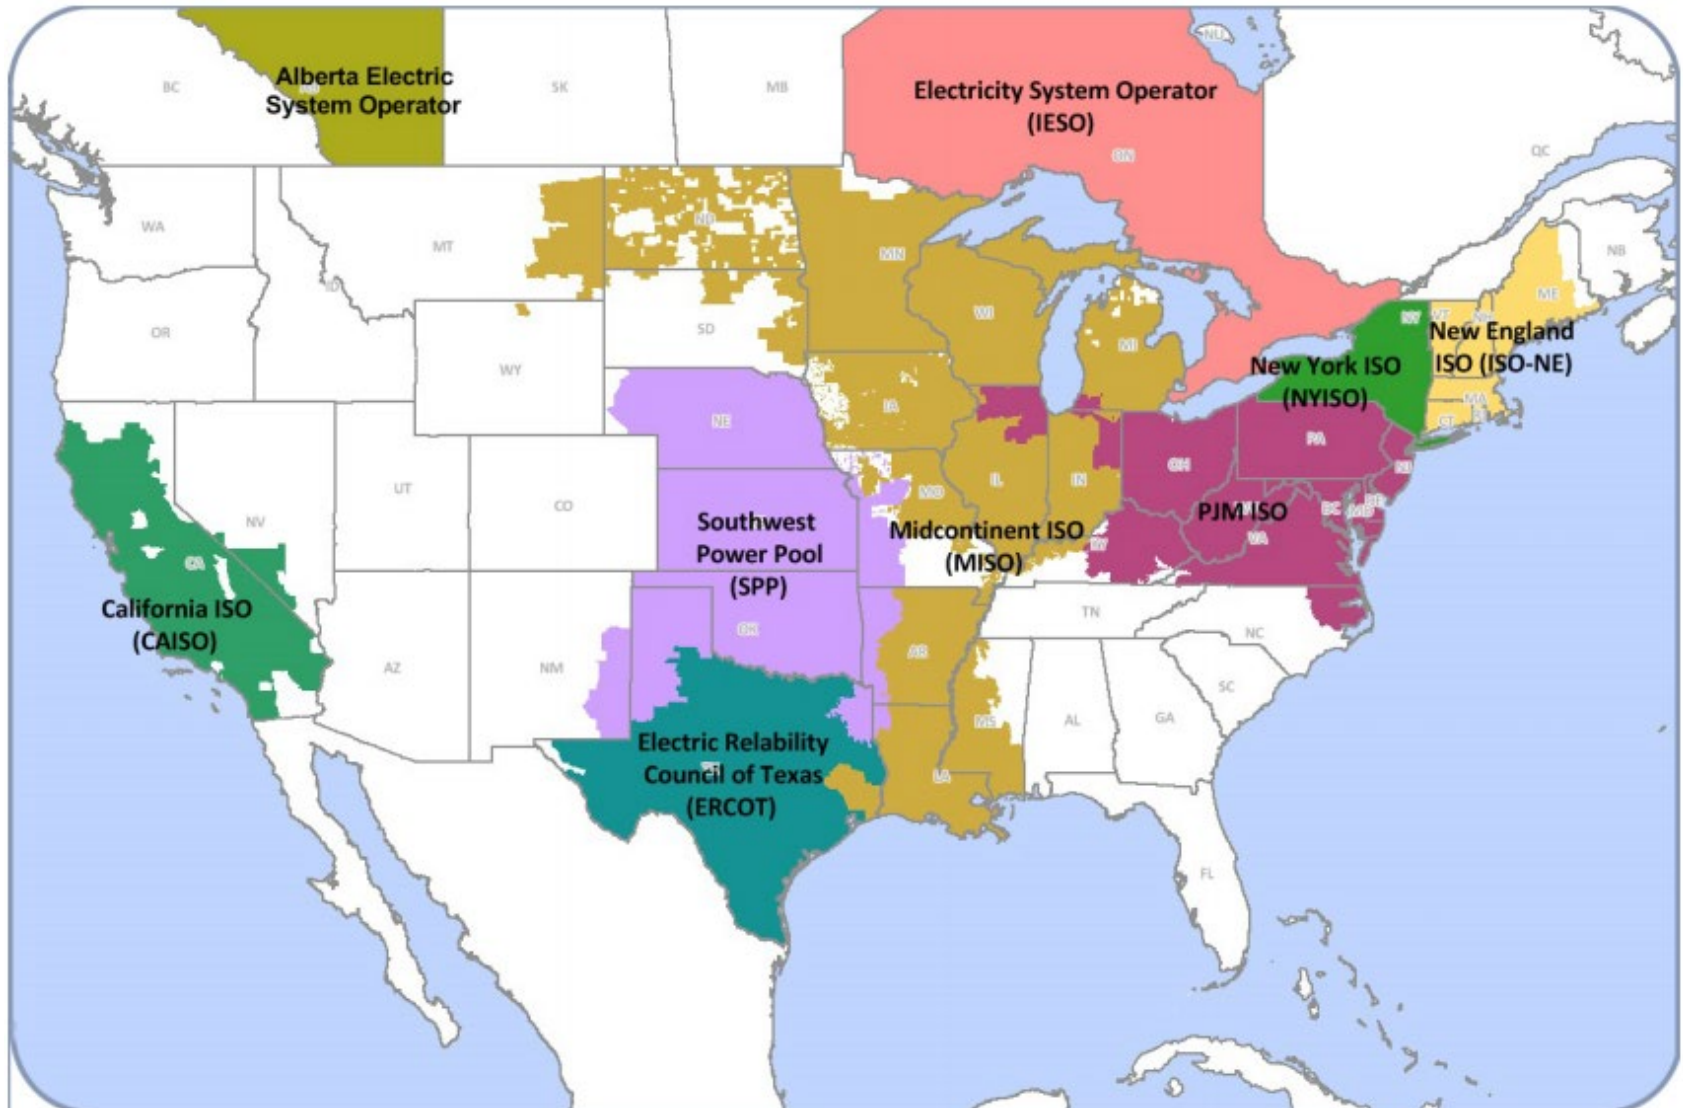 NU
Alberta Electric
System Operator
BC
SK
MB
Electricity System Operator
(IESO)
ON
QC
WA
MT
ND
MN
NB
ID
OR
SD
WI
MI
ME
NY
VT
NH
New England
ISO (ISO-NE)
WY
New York ISO
(NYISO)
NE
IA
MA
CT
PA
NJ
UT
CO
NV
IL
IN
OH
MO
Southwest
Power Pool
(SPP)
Midcontinent ISO
(MISO)
PJM ISO
DC
MD
DE
VA
KY
CA
California ISO
(CAISO)
TN
NC
OK
AZ
NM
AR
SC
MS
AL
GA
Electric Relability
Council of Texas
(ERCOT)
LA
FL